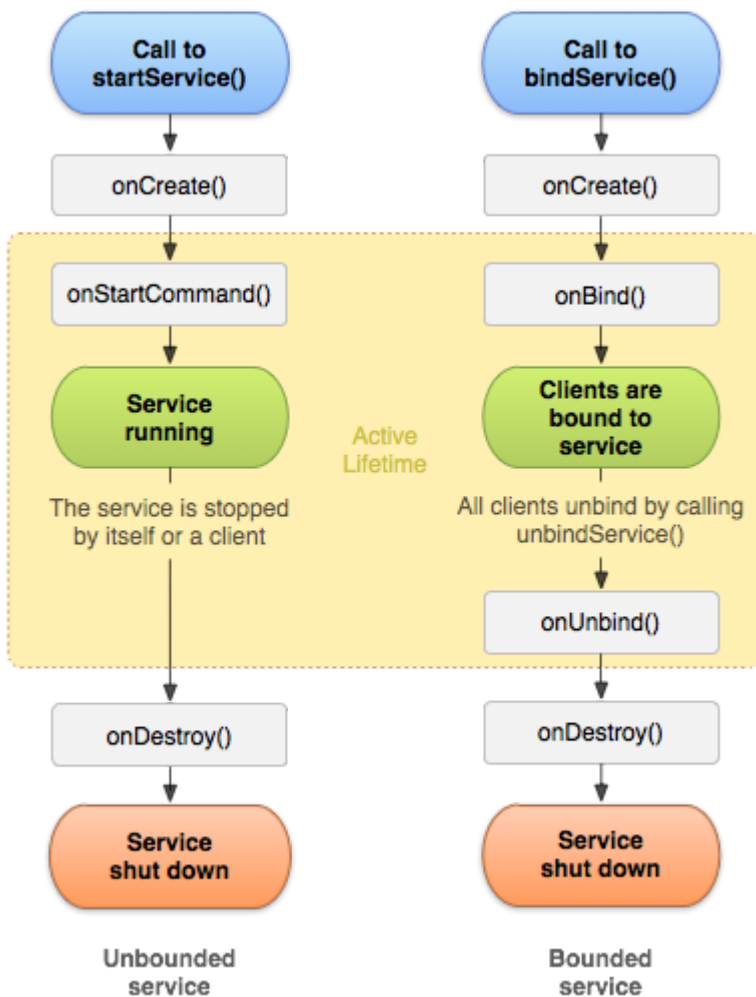 Call to
startService()
onCreate()
onStartCommand()
Service
running
The service is stopped
by itself or a client
onDestroy()
Service
shut down
Unbounded
service
Active
Lifetime
Call to
bindService()
onCreate()
onBind()
Clients are
bound to
service
All clients unbind by calling
unbindService()
onUnbind()
onDestroy()
Service
shut down
Bounded
service